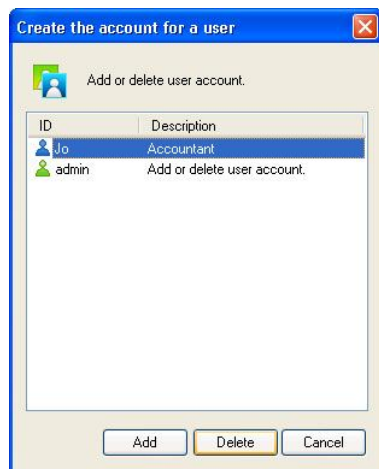 Create the account for a user
Add or delete user account.
ID Description
Jo Accountant
admin Add or delete user account.
Add Delete Cancel